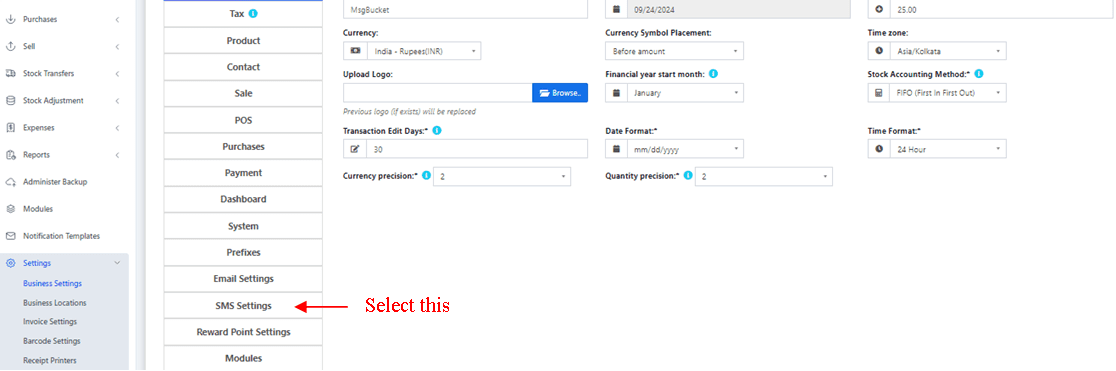 Purchases
Sell
Stock Transfers
Stock Adjustment
Expenses
Reports
Administer Backup
Modules
Notification Templates
Settings
Business Settings
Business Locations
Invoice Settings
Barcode Settings
Receipt Printers
Tax
Product
Contact
Sale
POS
Purchases
Payment
Dashboard
System
Prefixes
Email Settings
SMS Settings
Reward Point Settings
Modules
Select this
MsgBucket
09/24/2024
25.00
Currency:
India - Rupees(INR)
Currency Symbol Placement:
Before amount
Time zone:
Asia/Kolkata
Upload Logo:
Browse..
Previous logo (if exists) will be replaced
Financial year start month:
January
Stock Accounting Method:*
FIFO (First In First Out)
Transaction Edit Days:*
30
Date Format:*
mm/dd/yyyy
Time Format:*
24 Hour
Currency precision:*
2
Quantity precision:*
2